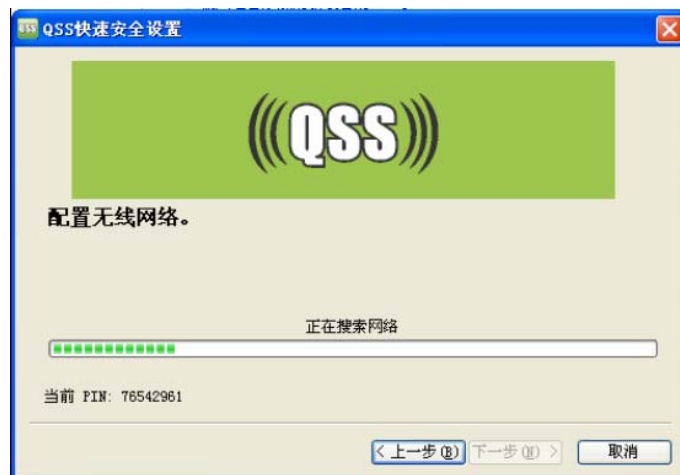 QSS快速安全设置
(((QSS)))
配置无线网络。
正在搜索网络
当前 PIN: 76542961
< 上一步(B) 下一步(N) > 取消